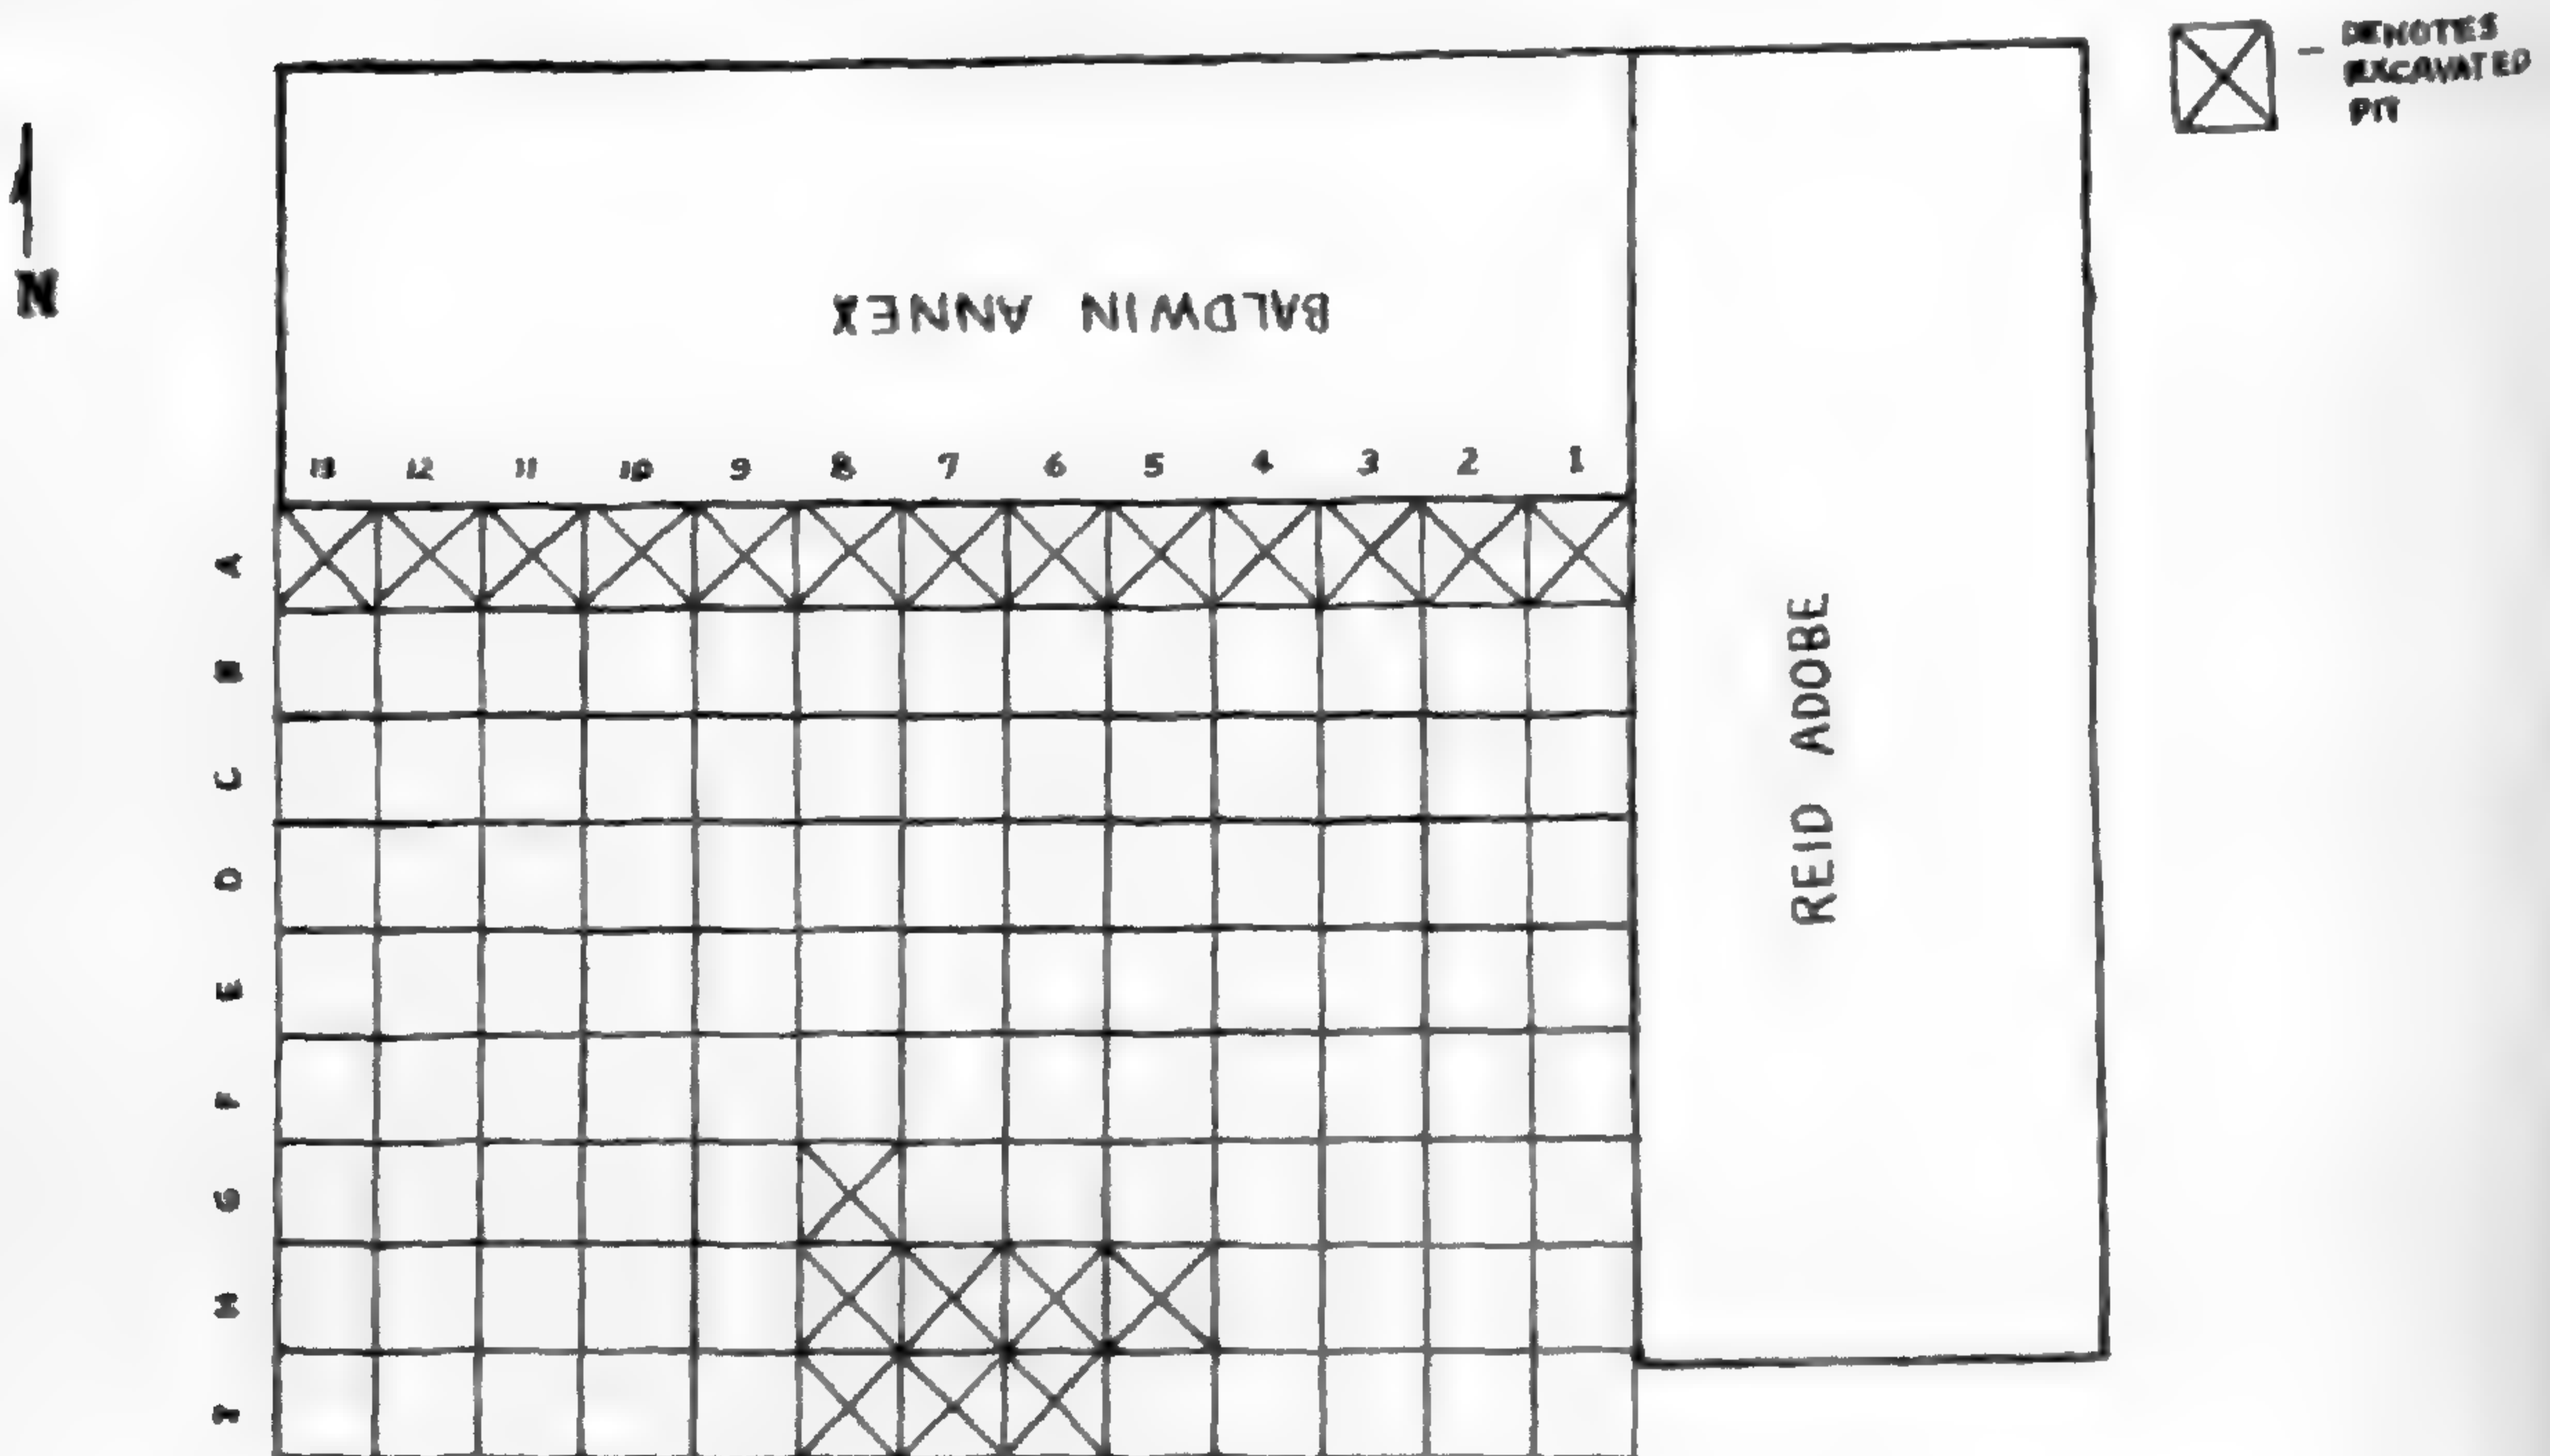 DENOTES
EXCAVATED
PIT
N
BALDWIN ANNEX
13 12 11 10 9 8 7 6 5 4 3 2 1
A
B
C
D
E
F
G
H
REID ADOBE